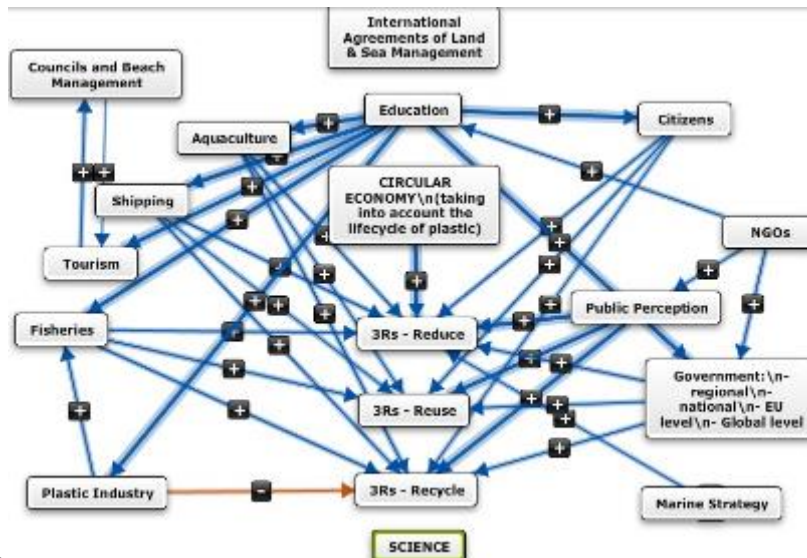 International
Agreements of Land
& Sea Management
Councils and Beach
Management
Education
Citizens
Aquaculture
CIRCULAR
ECONOMY\n(taking
into account the
lifecycle of plastic)
Shipping
NGOs
Tourism
Public Perception
Fisheries
3Rs - Reduce
Government:\n-
regional\n-
national\n- EU
level\n- Global level
3Rs - Reuse
Plastic Industry
3Rs - Recycle
Marine Strategy
SCIENCE